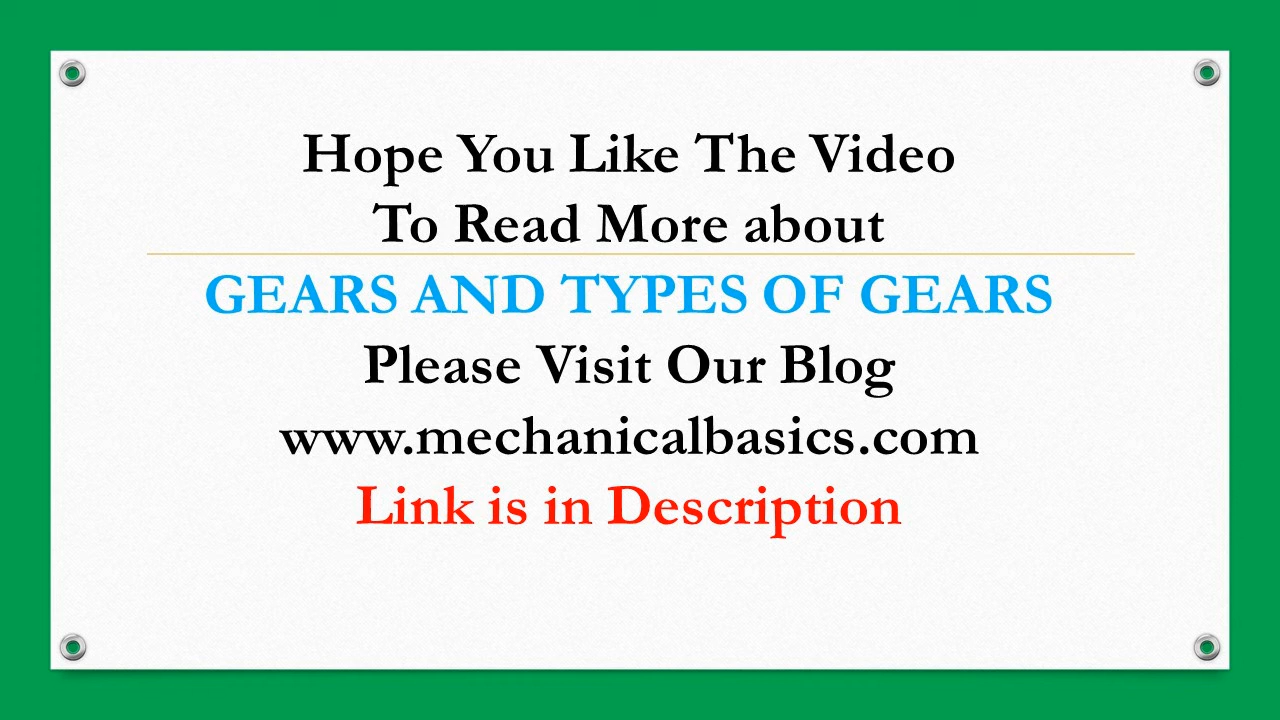 Hope You Like The Video
To Read More about
GEARS AND TYPES OF GEARS
Please Visit Our Blog
www.mechanicalbasics.com
Link is in Description